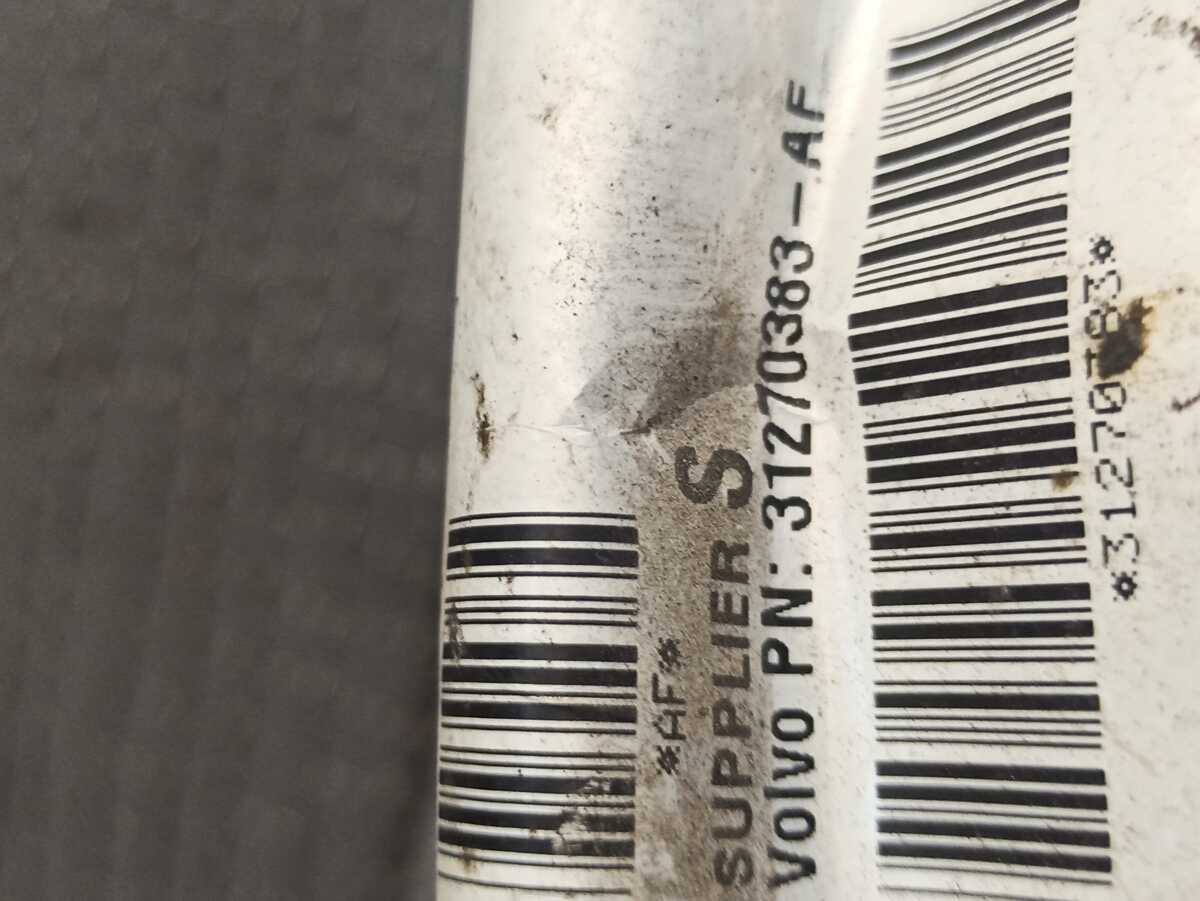 *AF*
SUPPLIER S
Volvo PN: 31270383-AF
*31270383*